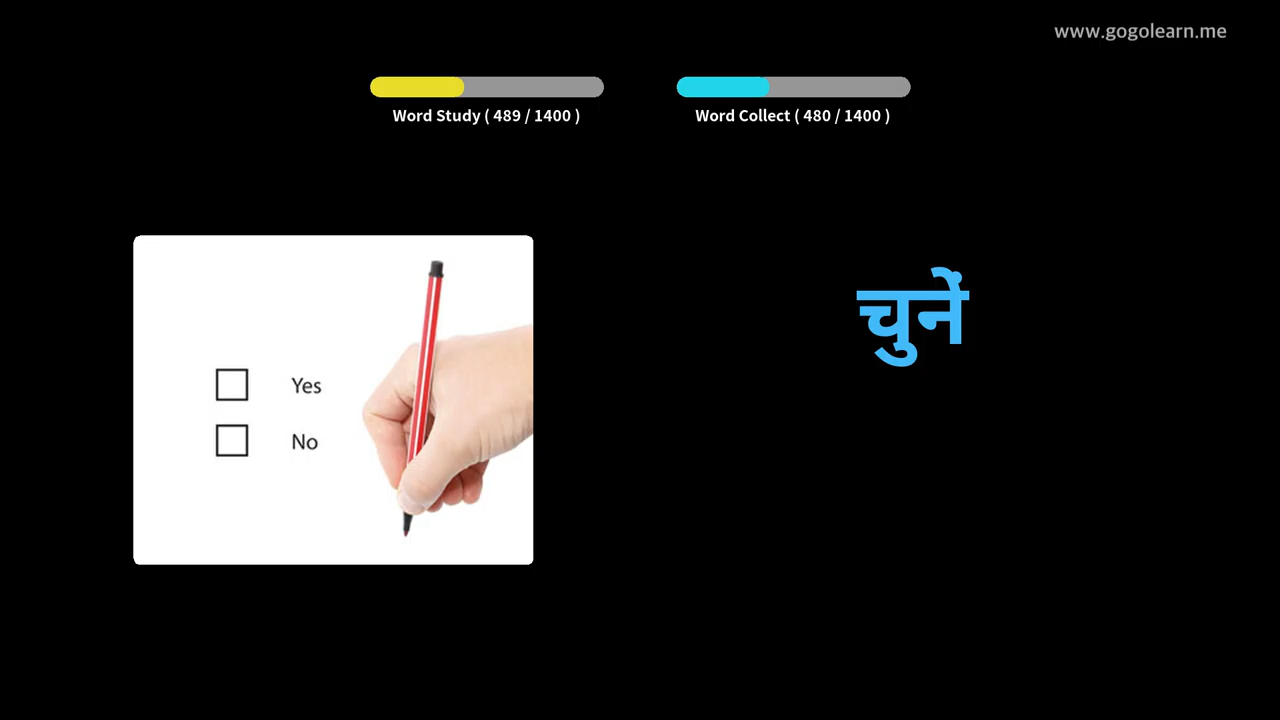 www.gogolearn.me
Word Study ( 489 / 1400 )
Word Collect ( 480 / 1400 )
चुनें
Yes
No